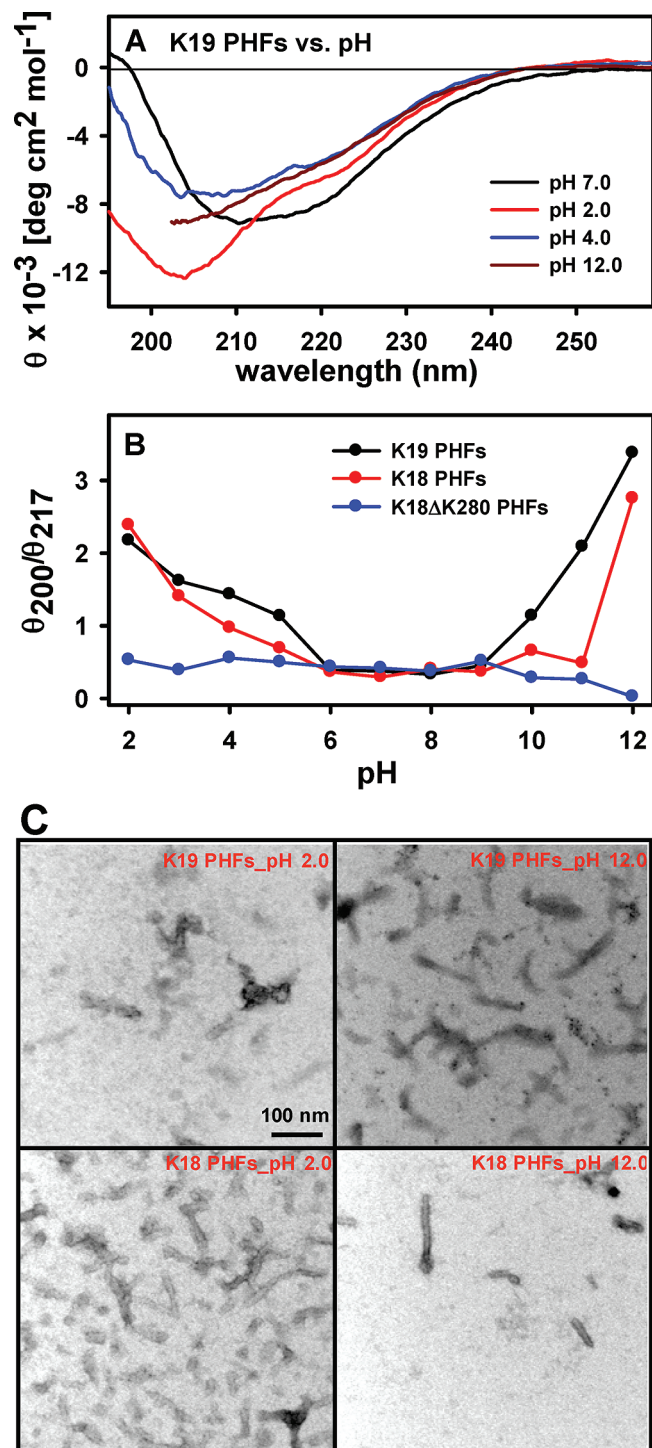 A K19 PHFs vs. pH
0
-4
-8
-12
θ x 10-3 [deg cm2 mol-1]
pH 7.0
pH 2.0
pH 4.0
pH 12.0
200 210 220 230 240 250
wavelength (nm)
B
K19 PHFs
K18 PHFs
K18ΔK280 PHFs
3
2
1
0
θ200/θ217
2 4 6 8 10 12
pH
C
K19 PHFs_pH 2.0
K19 PHFs_pH 12.0
100 nm
K18 PHFs_pH 2.0
K18 PHFs_pH 12.0